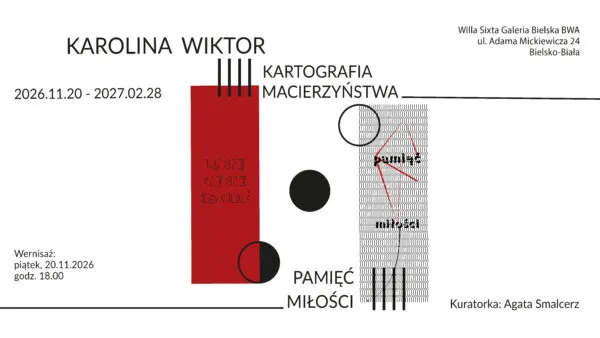 KAROLINA WIKTOR
Willa Sixta Galeria Bielska BWA
ul. Adama Mickiewicza 24
Bielsko-Biała
2026.11.20 - 2027.02.28
KARTOGRAFIA
MACIERZYŃSTWA
pamięć
miłości
Wernisaż:
piątek, 20.11.2026
godz. 18.00
PAMIĘĆ
MIŁOŚCI
Kuratorka: Agata Smalcerz